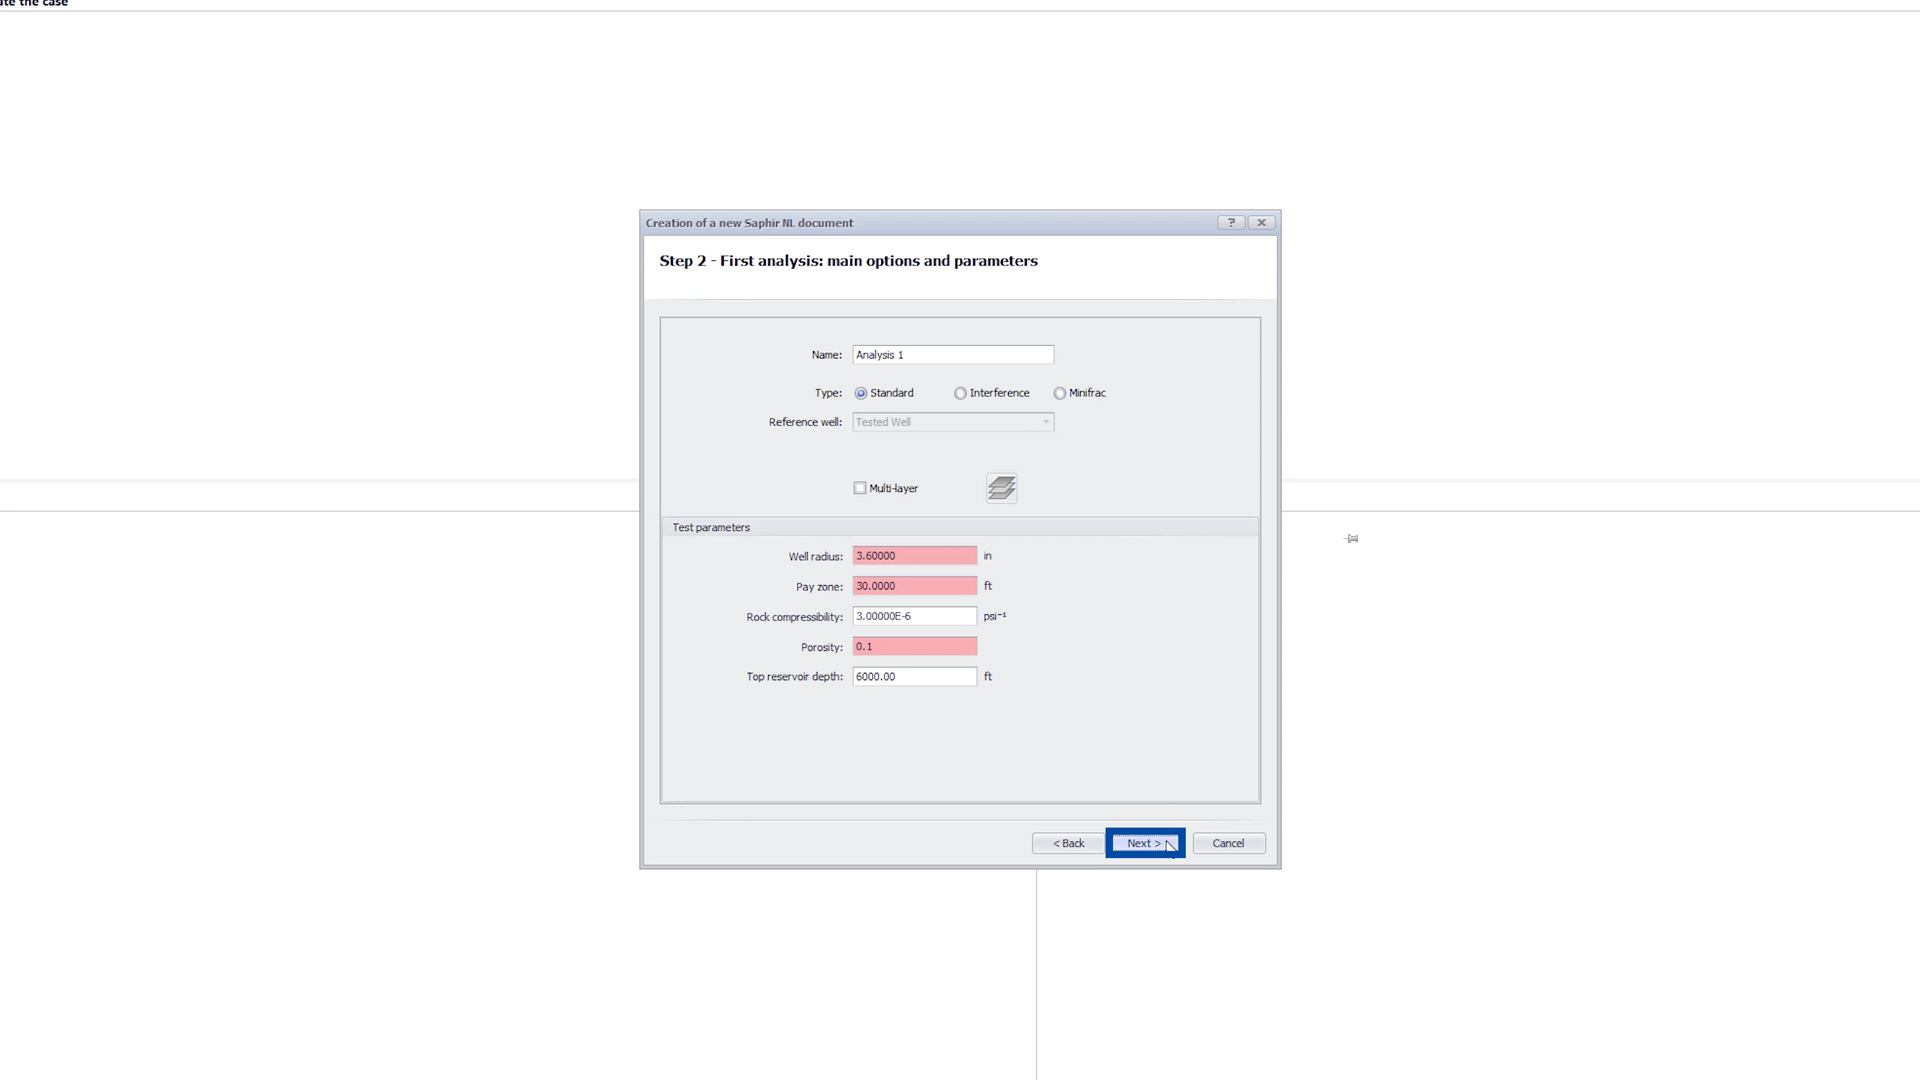 ate the case
Creation of a new Saphir NL document
?
Step 2 - First analysis: main options and parameters
Name: Analysis 1
Type: Standard Interference Minifrac
Reference well: Tested Well
Multi-layer
Test parameters
Well radius: 3.60000 in
Pay zone: 30.0000 ft
Rock compressibility: 3.00000E-6 psi⁻¹
Porosity: 0.1
Top reservoir depth: 6000.00 ft
< Back Next > Cancel